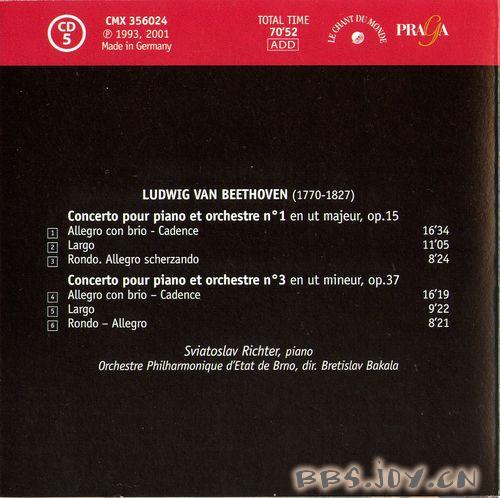 CD
5
CMX 356024
℗ 1993, 2001
Made in Germany
TOTAL TIME
70'52
ADD
LE CHANT DU MONDE
PRAGA
LUDWIG VAN BEETHOVEN (1770-1827)
Concerto pour piano et orchestre n°1 en ut majeur, op.15
1 Allegro con brio - Cadence 16'34
2 Largo 11'05
3 Rondo. Allegro scherzando 8'24
Concerto pour piano et orchestre n°3 en ut mineur, op.37
4 Allegro con brio – Cadence 16'19
5 Largo 9'22
6 Rondo – Allegro 8'21
Sviatoslav Richter, piano
Orchestre Philharmonique d'Etat de Brno, dir. Bretislav Bakala
BBS.JOY.CN